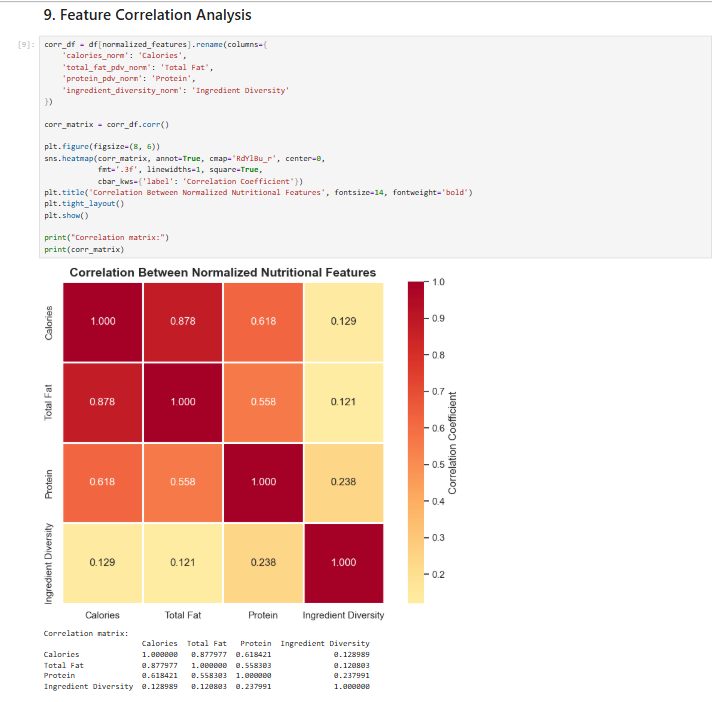 9. Feature Correlation Analysis
[9]: corr_df = df[normalized_features].rename(columns={
'calories_norm': 'Calories',
'total_fat_pdv_norm': 'Total Fat',
'protein_pdv_norm': 'Protein',
'ingredient_diversity_norm': 'Ingredient Diversity'
})
corr_matrix = corr_df.corr()
plt.figure(figsize=(8, 6))
sns.heatmap(corr_matrix, annot=True, cmap='RdYlBu_r', center=0,
fmt='.3f', linewidths=1, square=True,
cbar_kws={'label': 'Correlation Coefficient'})
plt.title('Correlation Between Normalized Nutritional Features', fontsize=14, fontweight='bold')
plt.tight_layout()
plt.show()
print("Correlation matrix:")
print(corr_matrix)
Correlation Between Normalized Nutritional Features
Calories
1.000 0.878 0.618 0.129
Total Fat
0.878 1.000 0.558 0.121
Protein
0.618 0.558 1.000 0.238
Ingredient Diversity
0.129 0.121 0.238 1.000
Calories Total Fat Protein Ingredient Diversity
1.0
0.9
0.8
0.7
0.6
0.5
0.4
0.3
0.2
Correlation Coefficient
Correlation matrix:
Calories Total Fat Protein Ingredient Diversity
Calories 1.000000 0.877977 0.618421 0.128989
Total Fat 0.877977 1.000000 0.558303 0.120803
Protein 0.618421 0.558303 1.000000 0.237991
Ingredient Diversity 0.128989 0.120803 0.237991 1.000000